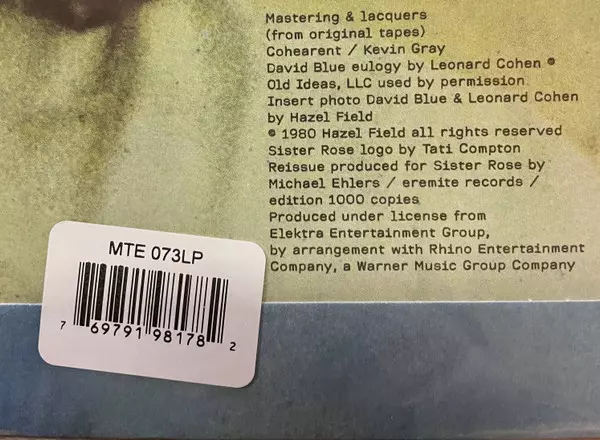 Mastering & lacquers
(from original tapes)
Cohearent / Kevin Gray
David Blue eulogy by Leonard Cohen ©
Old Ideas, LLC used by permission.
Insert photo David Blue & Leonard Cohen
by Hazel Field
© 1980 Hazel Field all rights reserved
Sister Rose logo by Tati Compton
Reissue produced for Sister Rose by
Michael Ehlers / eremite records /
edition 1000 copies
Produced under license from
Elektra Entertainment Group,
by arrangement with Rhino Entertainment
Company, a Warner Music Group Company
MTE 073LP
7 69791 98178 2